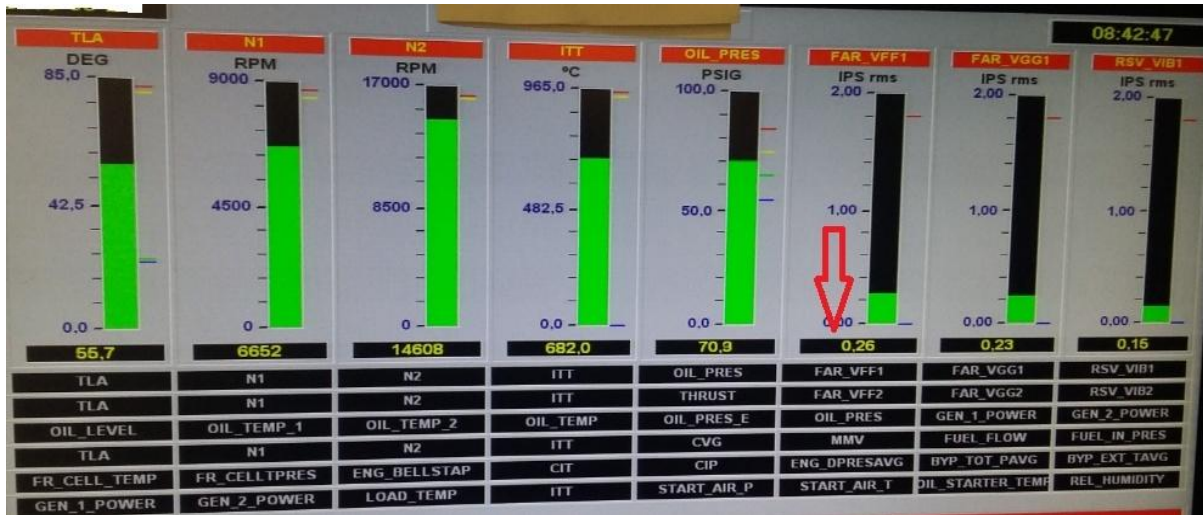 08:42:47
TLA N1 N2 ITT OIL_PRES FAR_VFF1 FAR_VGG1 RSV_VIB1
DEG RPM RPM ºC PSIG IPS rms IPS rms IPS rms
85,0 9000 17000 965,0 100,0 2,00 2,00 2,00
42,5 4500 8500 482,5 50,0 1,00 1,00 1,00
0,0 0 0 0,0 0,0 0,00 0,00 0,00
55,7 6652 14608 682,0 70,9 0,26 0,23 0,15
TLA N1 N2 ITT OIL_PRES FAR_VFF1 FAR_VGG1 RSV_VIB1
TLA N1 N2 ITT THRUST FAR_VFF2 FAR_VGG2 RSV_VIB2
OIL_LEVEL OIL_TEMP_1 OIL_TEMP_2 OIL_TEMP OIL_PRES_E OIL_PRES GEN_1_POWER GEN_2_POWER
TLA N1 N2 ITT CVG MMV FUEL_FLOW FUEL_IN_PRES
FR_CELL_TEMP FR_CELLTPRES ENG_BELLSTAP CIT CIP ENG_DPRESAVG BYP_TOT_PAVG BYP_EXT_TAVG
GEN_1_POWER GEN_2_POWER LOAD_TEMP ITT START_AIR_P START_AIR_T OIL_STARTER_TEMP REL_HUMIDITY